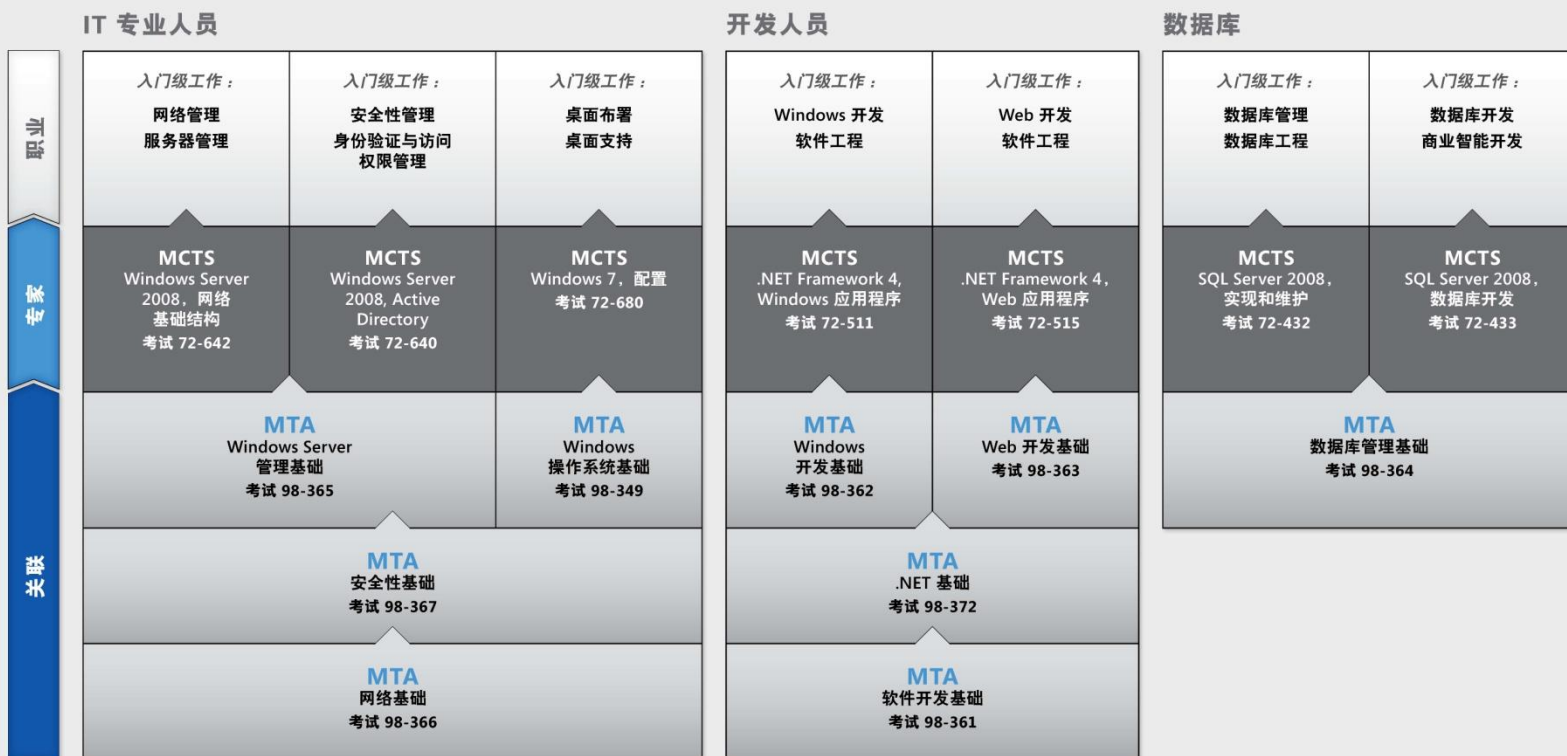 IT 专业人员
开发人员
数据库
职业
专家
关联
入门级工作：
网络管理
服务器管理
入门级工作：
安全性管理
身份验证与访问
权限管理
入门级工作：
桌面布署
桌面支持
入门级工作：
Windows 开发
软件工程
入门级工作：
Web 开发
软件工程
入门级工作：
数据库管理
数据库工程
入门级工作：
数据库开发
商业智能开发
MCTS
Windows Server
2008，网络
基础结构
考试 72-642
MCTS
Windows Server
2008, Active
Directory
考试 72-640
MCTS
Windows 7，配置
考试 72-680
MCTS
.NET Framework 4,
Windows 应用程序
考试 72-511
MCTS
.NET Framework 4，
Web 应用程序
考试 72-515
MCTS
SQL Server 2008，
实现和维护
考试 72-432
MCTS
SQL Server 2008，
数据库开发
考试 72-433
MTA
Windows Server
管理基础
考试 98-365
MTA
Windows
操作系统基础
考试 98-349
MTA
Windows
开发基础
考试 98-362
MTA
Web 开发基础
考试 98-363
MTA
数据库管理基础
考试 98-364
MTA
安全性基础
考试 98-367
MTA
.NET 基础
考试 98-372
MTA
网络基础
考试 98-366
MTA
软件开发基础
考试 98-361